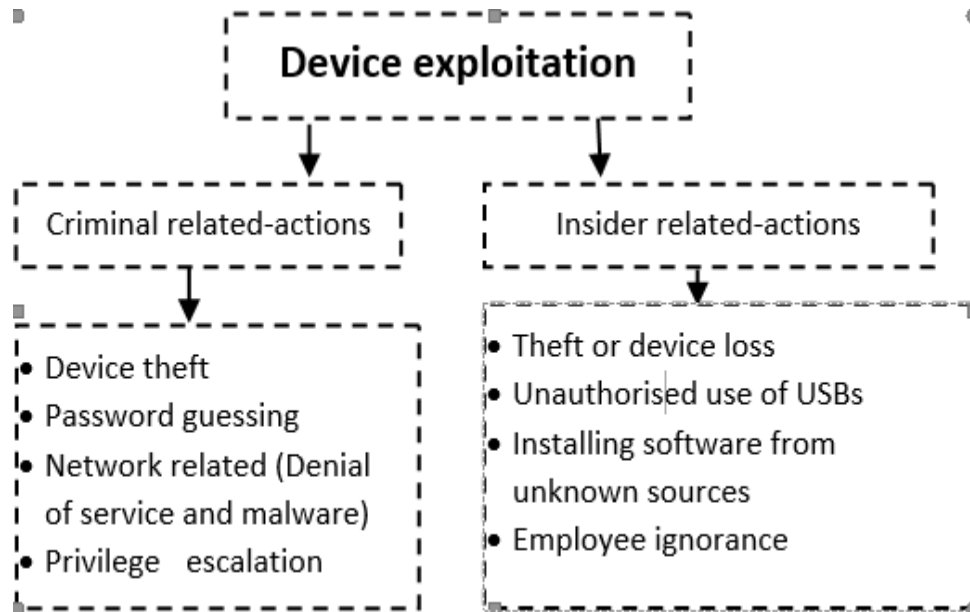 Device exploitation
Criminal related-actions
Insider related-actions
• Device theft
• Password guessing
• Network related (Denial
of service and malware)
• Privilege escalation
• Theft or device loss
• Unauthorised use of USBs
• Installing software from
unknown sources
• Employee ignorance